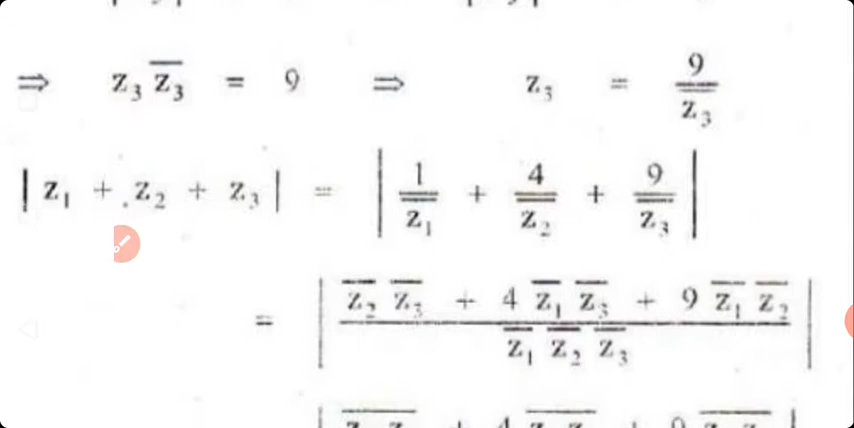 ⇒ z₃ z̅₃ = 9 ⇒ z₃ = 9/z̅₃
| z₁ + z₂ + z₃ | = | 1/z̅₁ + 4/z̅₂ + 9/z̅₃ |
= | (z̅₂ z̅₃ + 4 z̅₁ z̅₃ + 9 z̅₁ z̅₂)/(z̅₁ z̅₂ z̅₃) |